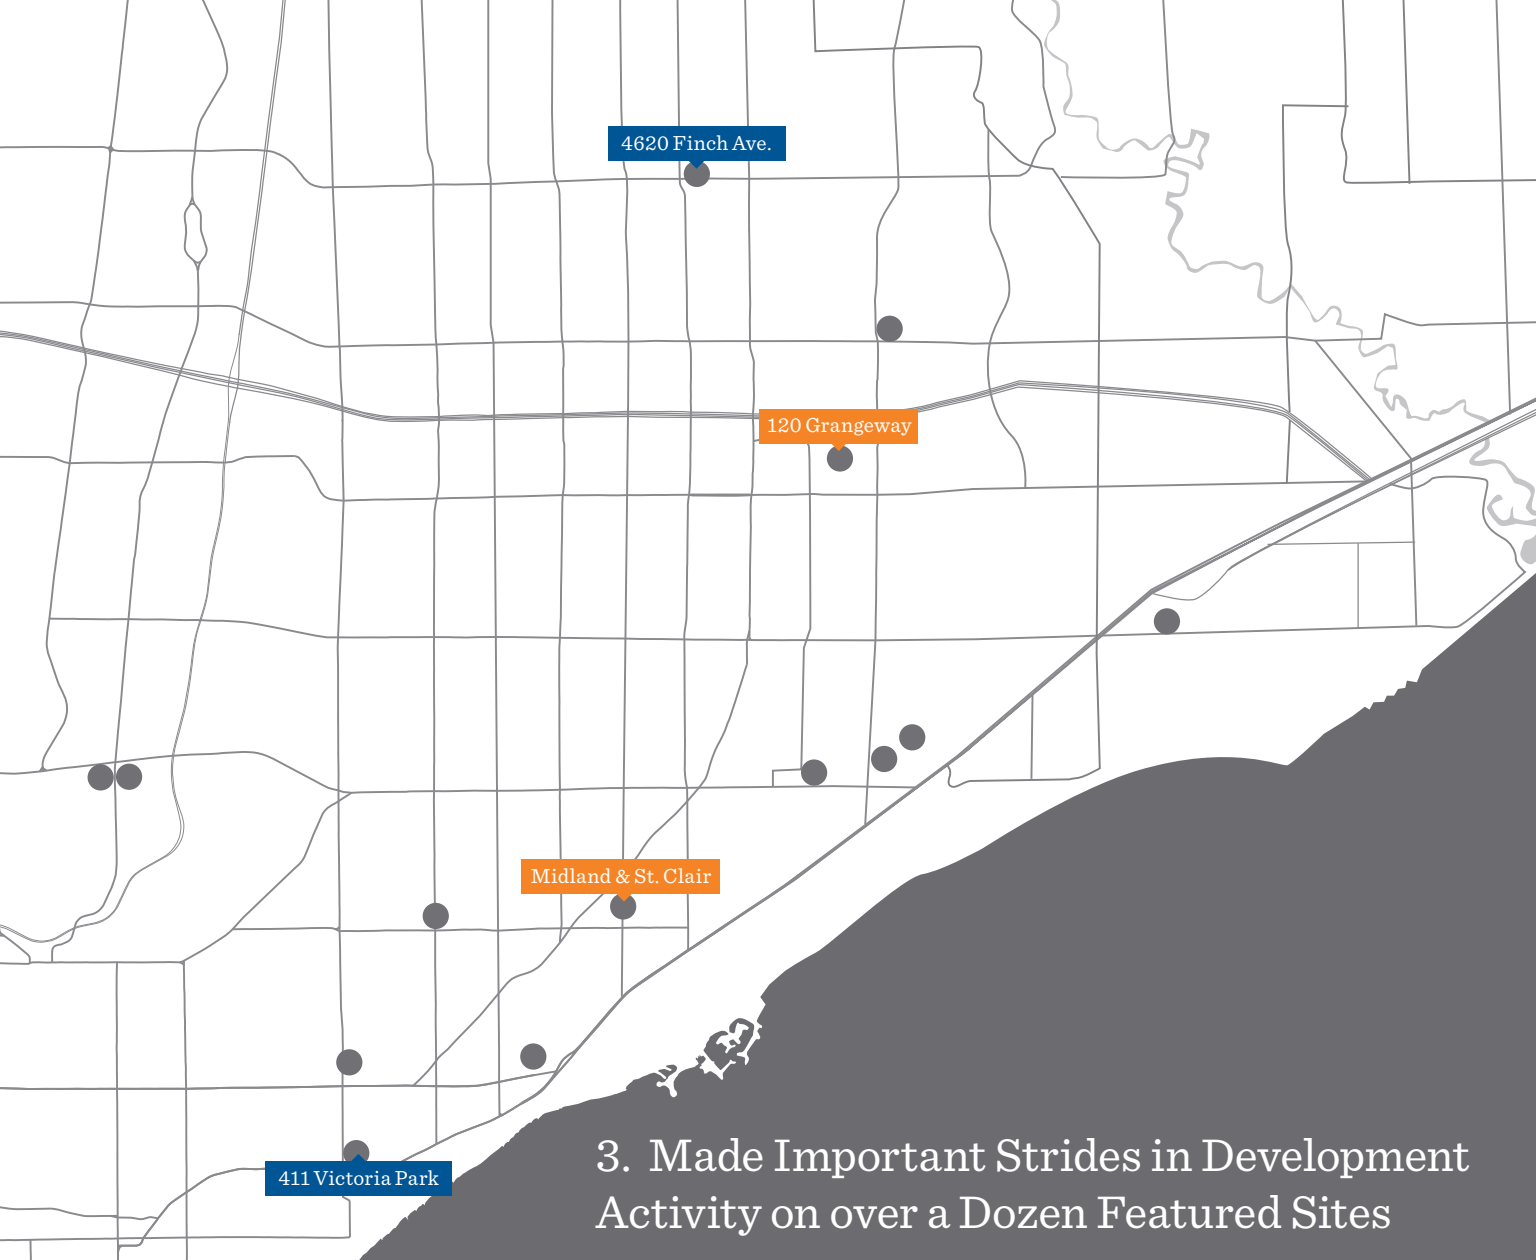 4620 Finch Ave.
120 Grangeway
Midland & St. Clair
411 Victoria Park
3. Made Important Strides in Development
Activity on over a Dozen Featured Sites